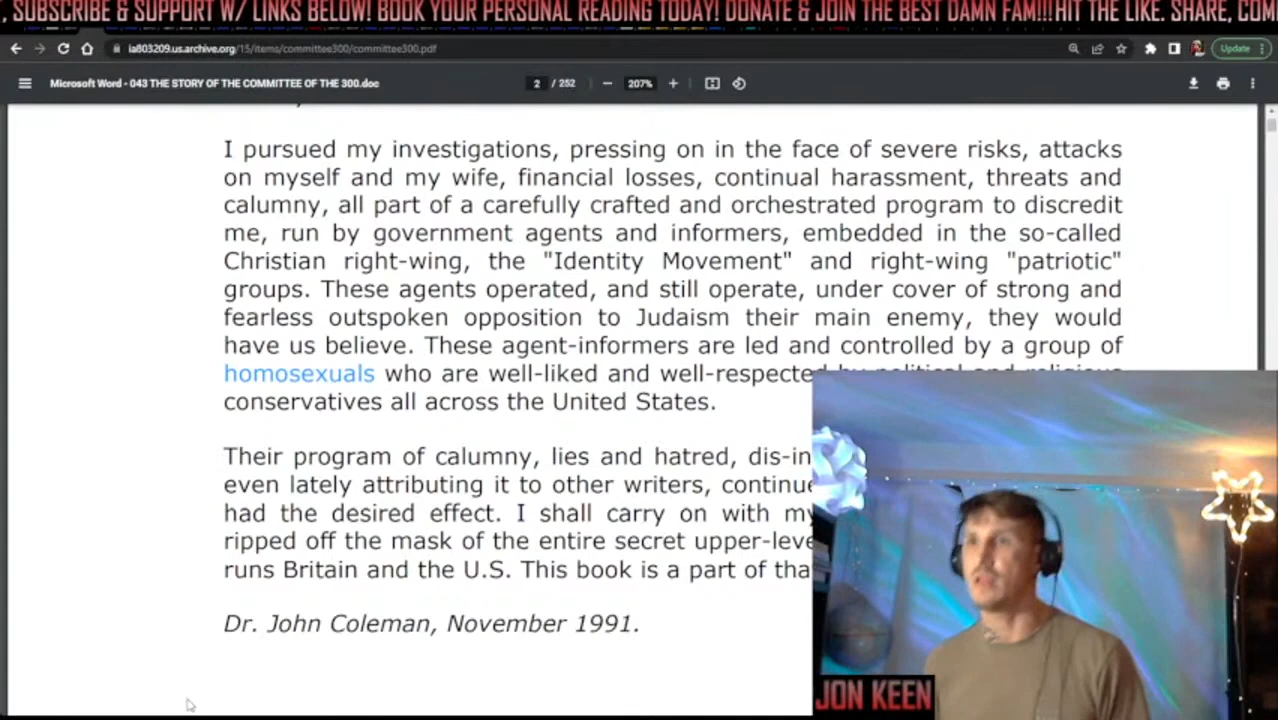 , SUBSCRIBE & SUPPORT W/ LINKS BELOW! BOOK YOUR PERSONAL READING TODAY! DONATE & JOIN THE BEST DAMN FAM!!! HIT THE LIKE. SHARE, COM
ia803209.us.archive.org/15/items/committee300/committee300.pdf
Update
Microsoft Word - 043 THE STORY OF THE COMMITTEE OF THE 300.doc
2 / 252
207%
I pursued my investigations, pressing on in the face of severe risks, attacks
on myself and my wife, financial losses, continual harassment, threats and
calumny, all part of a carefully crafted and orchestrated program to discredit
me, run by government agents and informers, embedded in the so-called
Christian right-wing, the "Identity Movement" and right-wing "patriotic"
groups. These agents operated, and still operate, under cover of strong and
fearless outspoken opposition to Judaism their main enemy, they would
have us believe. These agent-informers are led and controlled by a group of
homosexuals who are well-liked and well-respected by political and religious
conservatives all across the United States.
Their program of calumny, lies and hatred, dis-in
even lately attributing it to other writers, continue
had the desired effect. I shall carry on with my
ripped off the mask of the entire secret upper-leve
runs Britain and the U.S. This book is a part of tha
Dr. John Coleman, November 1991.
JON KEEN